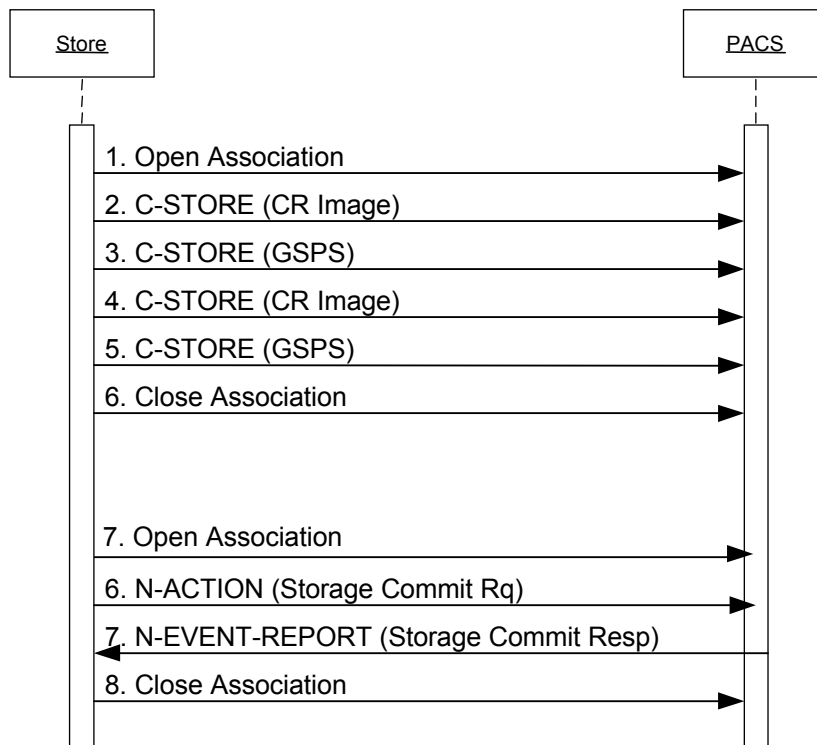 Store
PACS
1. Open Association
2. C-STORE (CR Image)
3. C-STORE (GSPS)
4. C-STORE (CR Image)
5. C-STORE (GSPS)
6. Close Association
7. Open Association
6. N-ACTION (Storage Commit Rq)
7. N-EVENT-REPORT (Storage Commit Resp)
8. Close Association